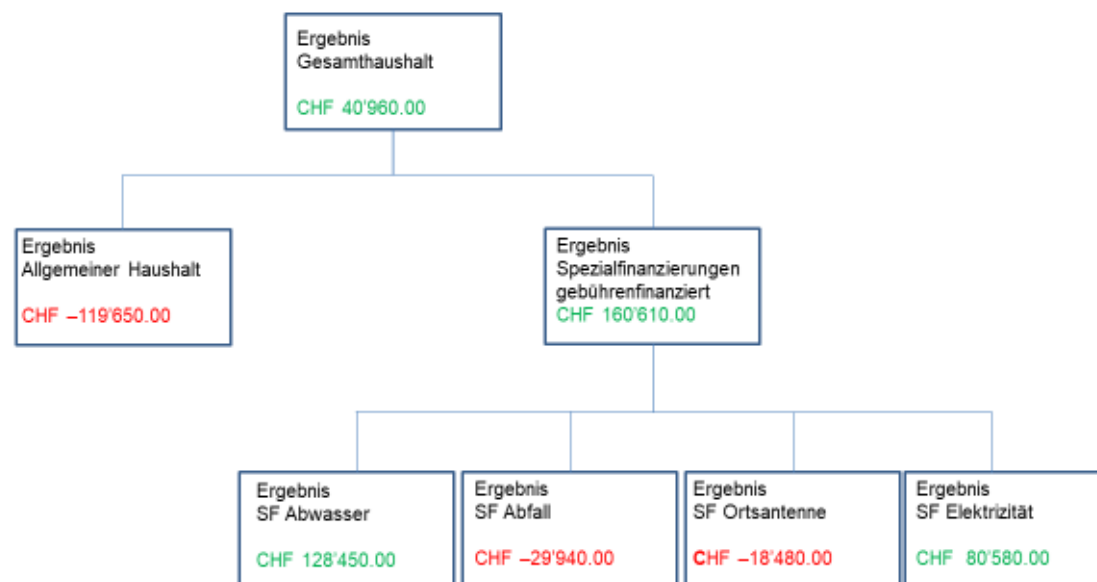 Ergebnis
Gesamthaushalt
CHF 40'960.00
Ergebnis
Allgemeiner Haushalt
CHF –119'650.00
Ergebnis
Spezialfinanzierungen
gebührenfinanziert
CHF 160'610.00
Ergebnis
SF Abwasser
CHF 128'450.00
Ergebnis
SF Abfall
CHF –29'940.00
Ergebnis
SF Ortsantenne
CHF –18'480.00
Ergebnis
SF Elektrizität
CHF 80'580.00